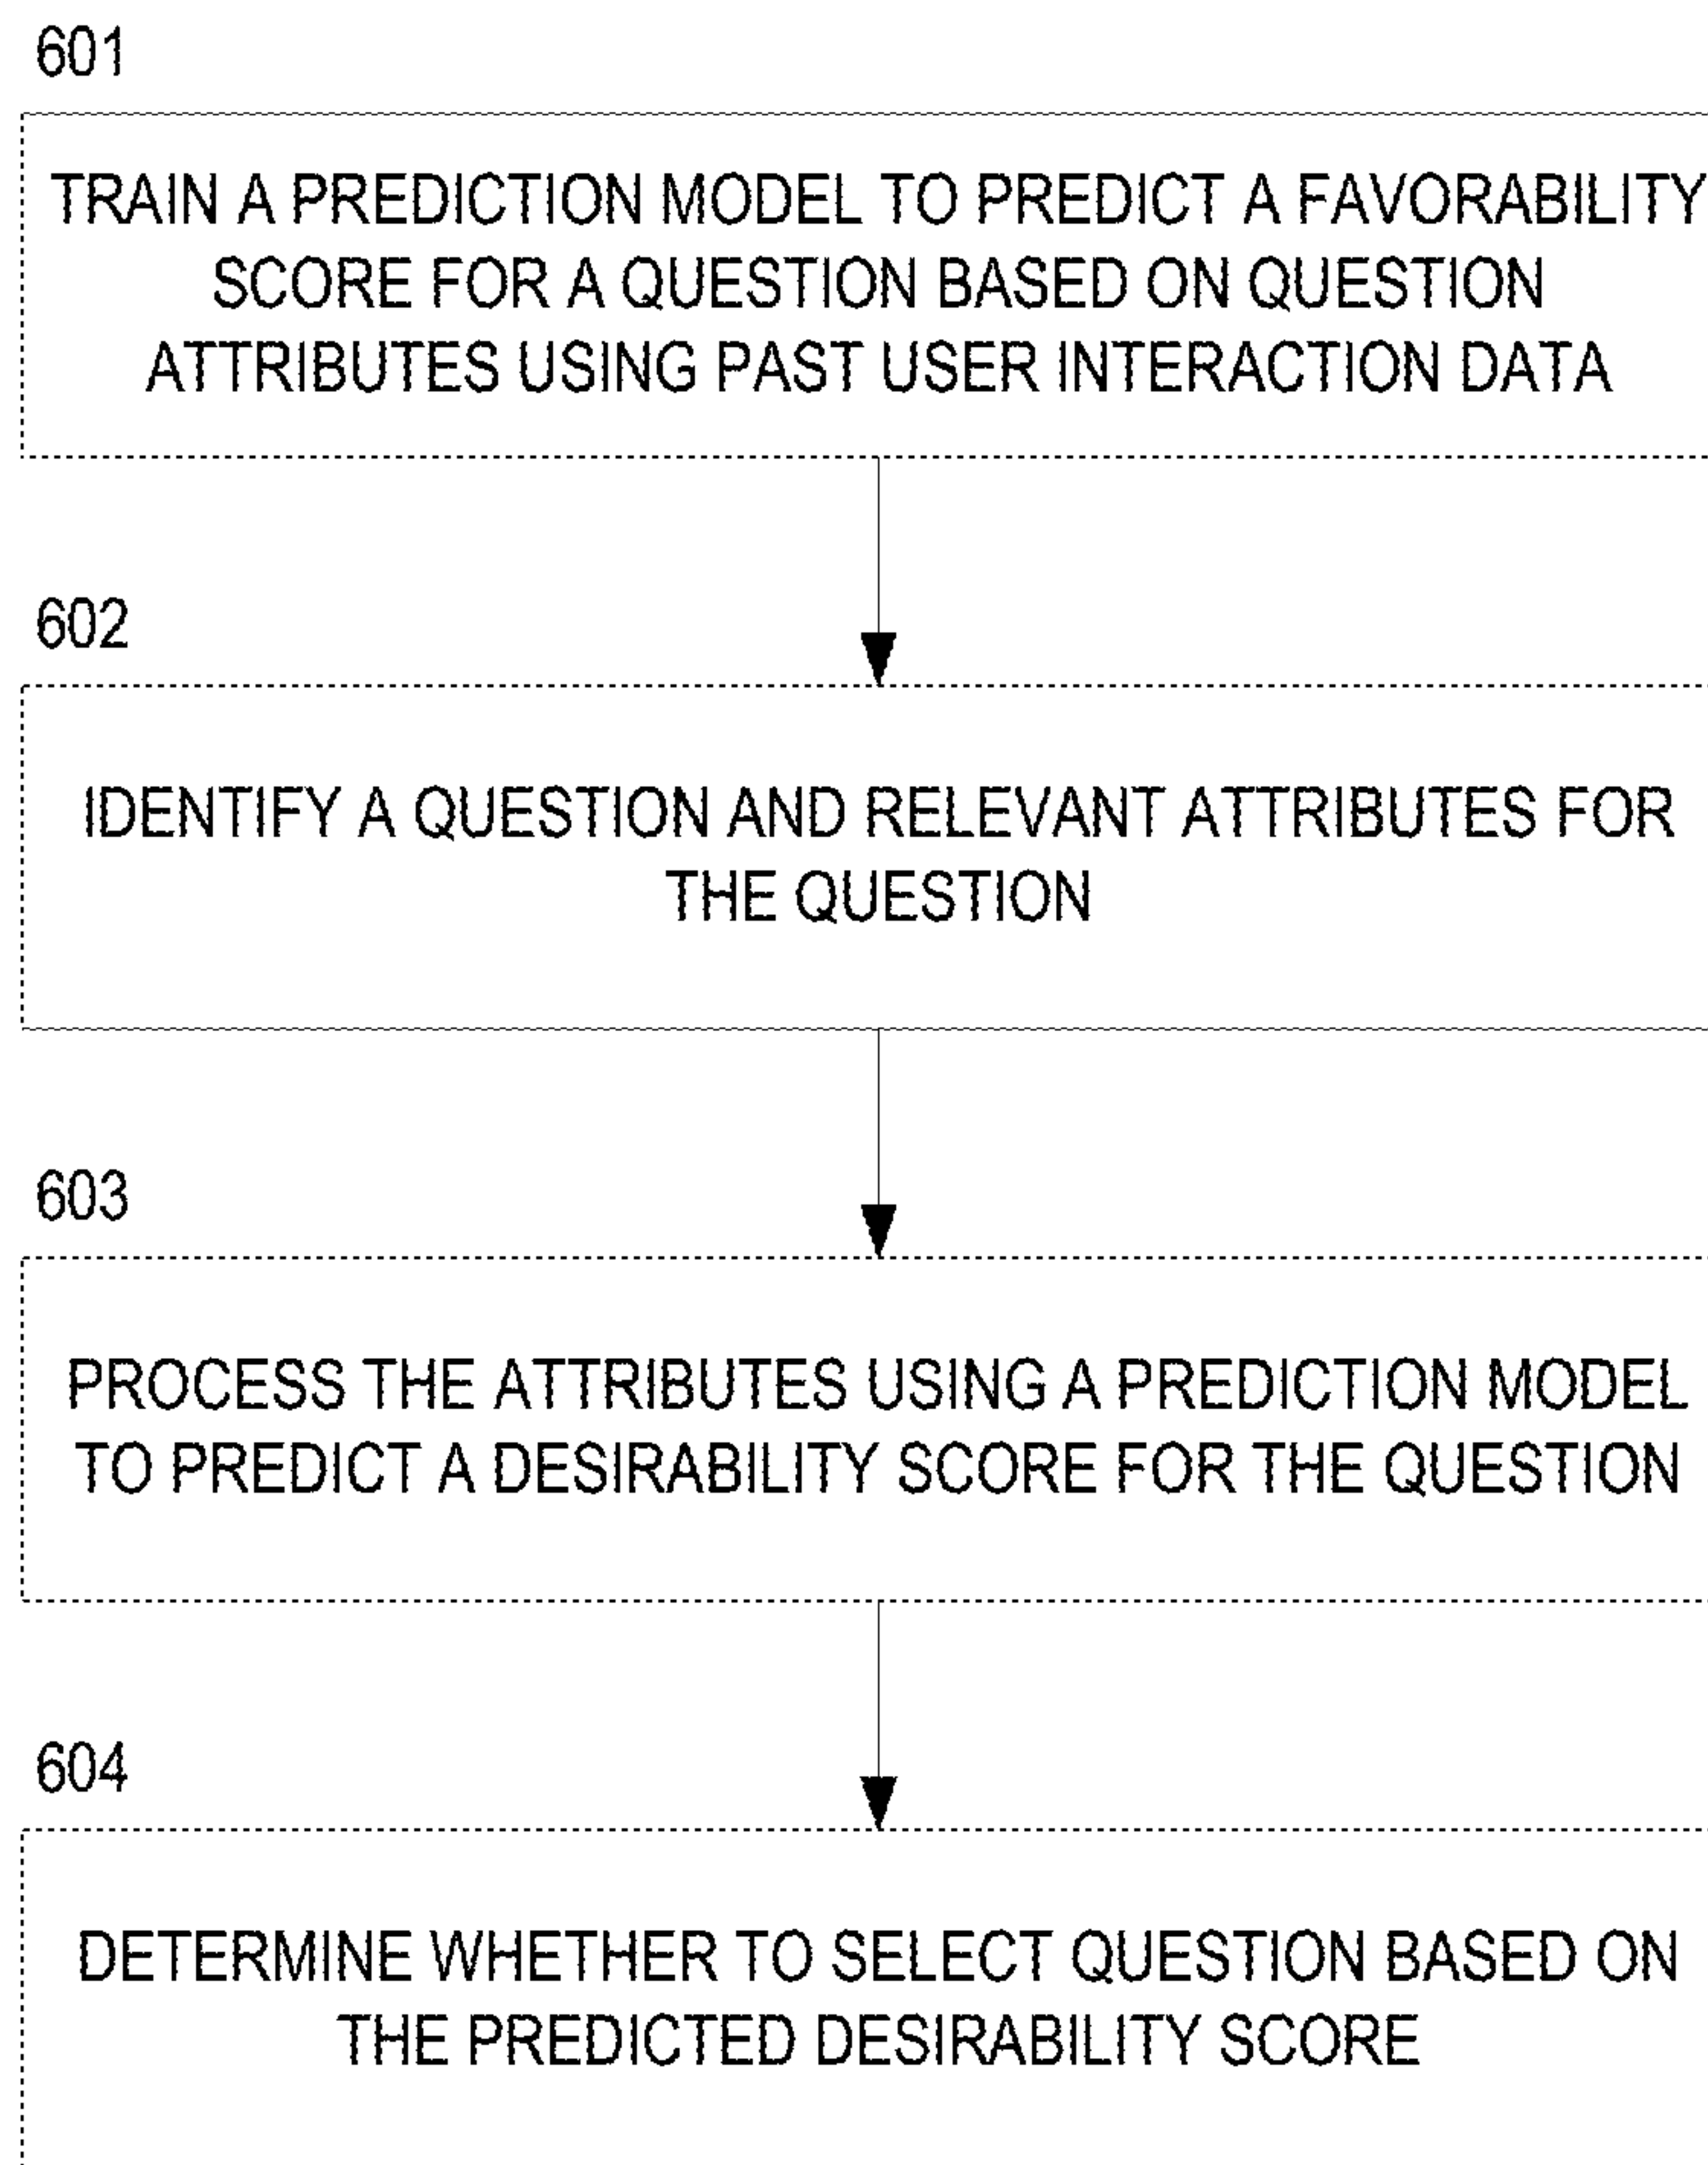 601
TRAIN A PREDICTION MODEL TO PREDICT A FAVORABILITY
SCORE FOR A QUESTION BASED ON QUESTION
ATTRIBUTES USING PAST USER INTERACTION DATA
602
IDENTIFY A QUESTION AND RELEVANT ATTRIBUTES FOR
THE QUESTION
603
PROCESS THE ATTRIBUTES USING A PREDICTION MODEL
TO PREDICT A DESIRABILITY SCORE FOR THE QUESTION
604
DETERMINE WHETHER TO SELECT QUESTION BASED ON
THE PREDICTED DESIRABILITY SCORE